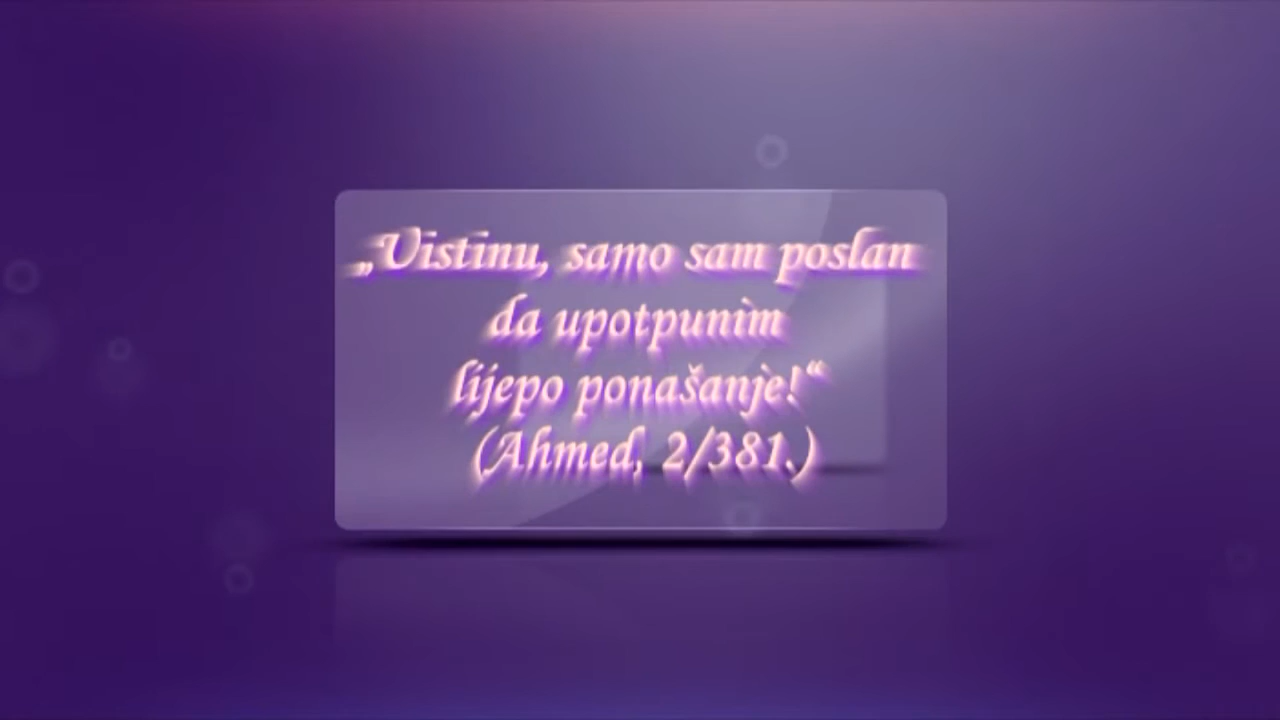 „Uistinu, samo sam poslan
da upotpunim
lijepo ponašanje!“
(Ahmed, 2/381.)